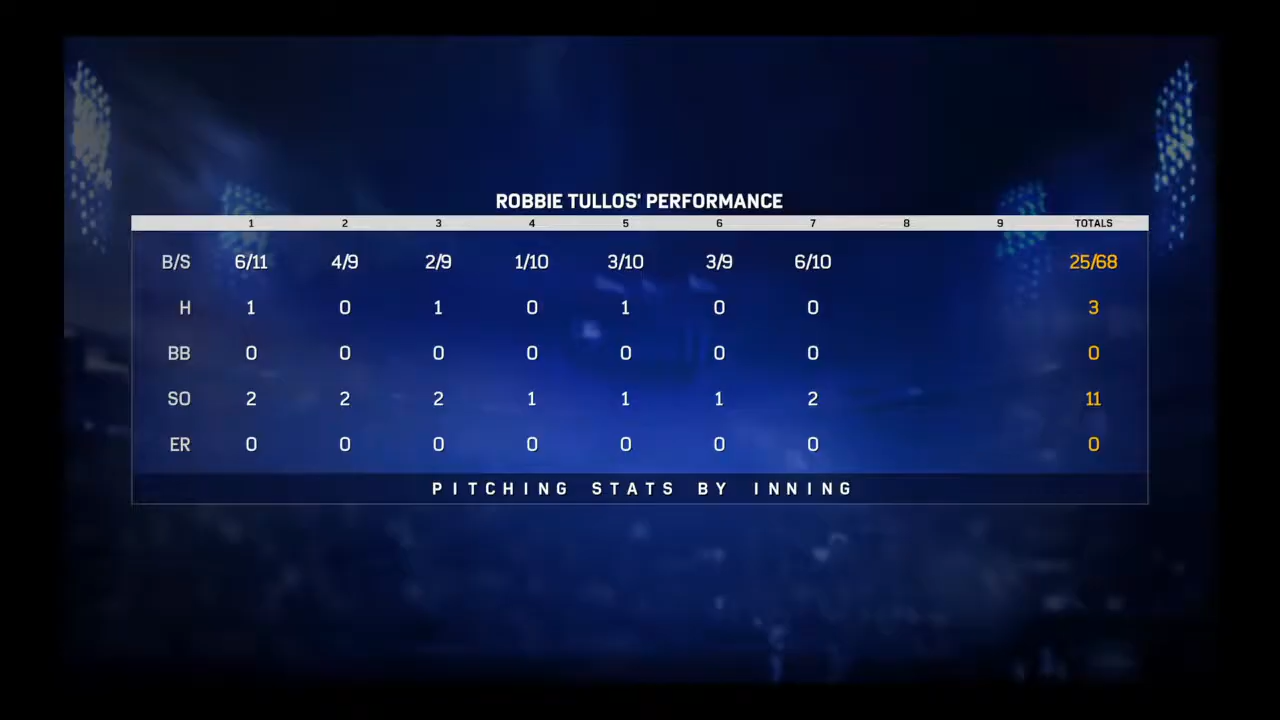 ROBBIE TULLOS' PERFORMANCE
1 2 3 4 5 6 7 8 9 TOTALS
B/S 6/11 4/9 2/9 1/10 3/10 3/9 6/10 25/68
H 1 0 1 0 1 0 0 3
BB 0 0 0 0 0 0 0 0
SO 2 2 2 1 1 1 2 11
ER 0 0 0 0 0 0 0 0
PITCHING STATS BY INNING